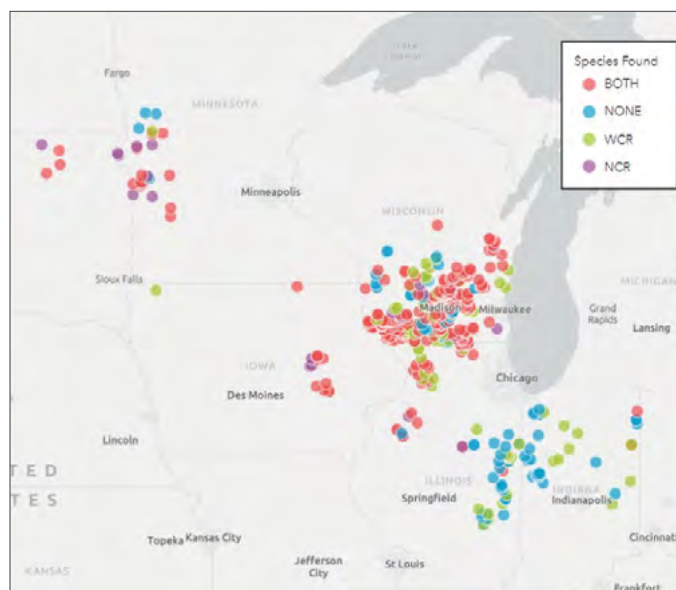 Fargo
MINNESOTA
Species Found
BOTH
NONE
WCR
NCR
Minneapolis
WISCONSIN
Sioux Falls
MICHIGAN
Madison
Milwaukee
Grand
Rapids
Lansing
IOWA
Chicago
Des Moines
Lincoln
TED
TES
ILLINOIS
INDIANA
Springfield
Indianapolis
Topeka
Kansas City
Jefferson
City
St Louis
Cincinnati
KANSAS
Frankfort